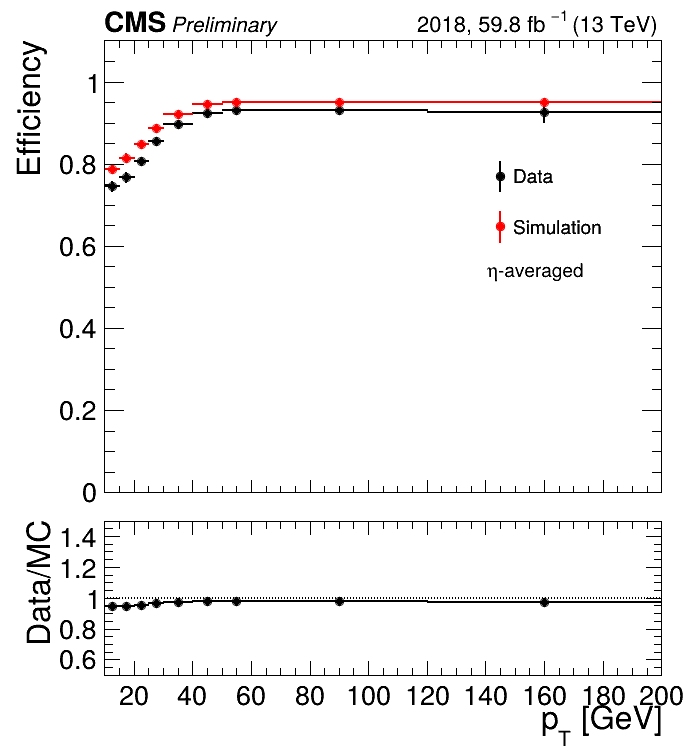 CMS Preliminary 2018, 59.8 fb⁻¹ (13 TeV)
Efficiency
1
0.8
0.6
0.4
0.2
0
Data
Simulation
η-averaged
Data/MC
1.4
1.2
1
0.8
0.6
20 40 60 80 100 120 140 160 180 200
p_T [GeV]